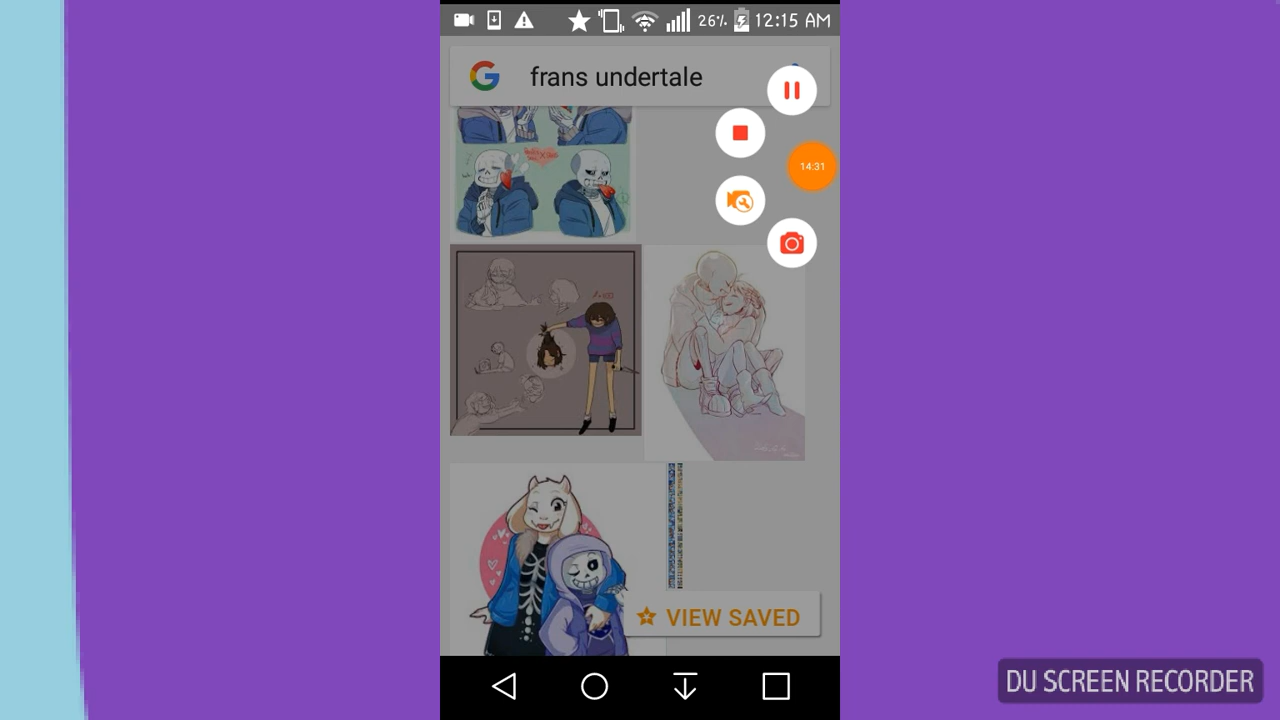 26% 12:15 AM
frans undertale
14:31
VIEW SAVED
DU SCREEN RECORDER